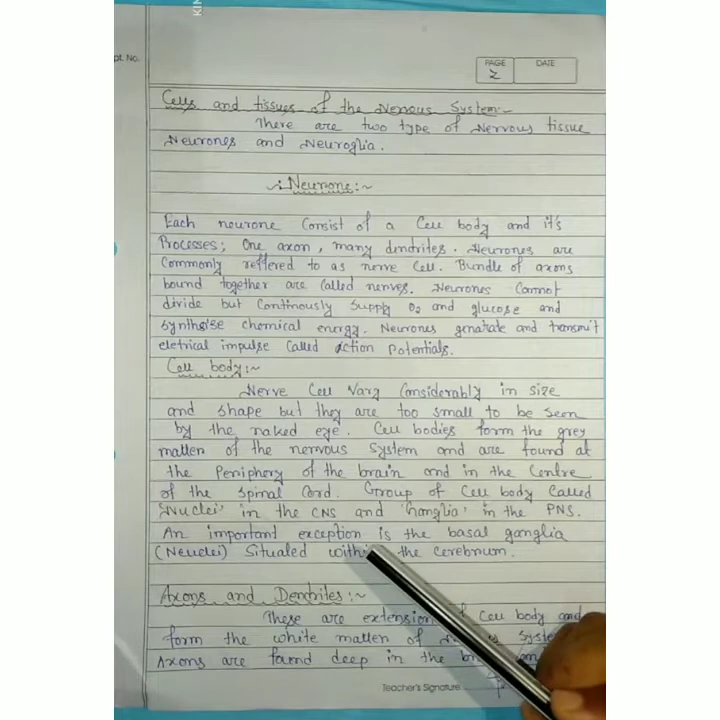 KIN
pt. No.
PAGE DATE
2
Cells and tissues of the Nervous System:~
There are two type of Nervous tissue
Neurones and Neuroglia.
i Neurone:~
Each neurone Consist of a Cell body and it's
Processes; One axon, many dendrites. Neurones are
Commonly reffered to as nerve Cell. Bundle of axons
bound together are Called nerves. Neurones Cannot
divide but Continously Supply O2 and glucose and
synthsise chemical energy. Neurones genatrate and transmit
eletrical impulse Called action Potentials.
Cell body:~
Nerve Cell Vary Considerably in size
and shape but they are too small to be seen
by the naked eye. Cell bodies form the grey
matter of the nervous system and are found at
the Periphery of the brain and in the Centre
of the spinal Cord. Group of Cell body Called
'Nuclei' in the CNS and 'Ganglia' in the PNS.
An important exception is the basal ganglia
(Neuclei) Situated within the cerebrum.
Axons and Dendrites:~
These are extension of Cell body and
form the white matter of System
Axons are found deep in the
Teacher's Signature